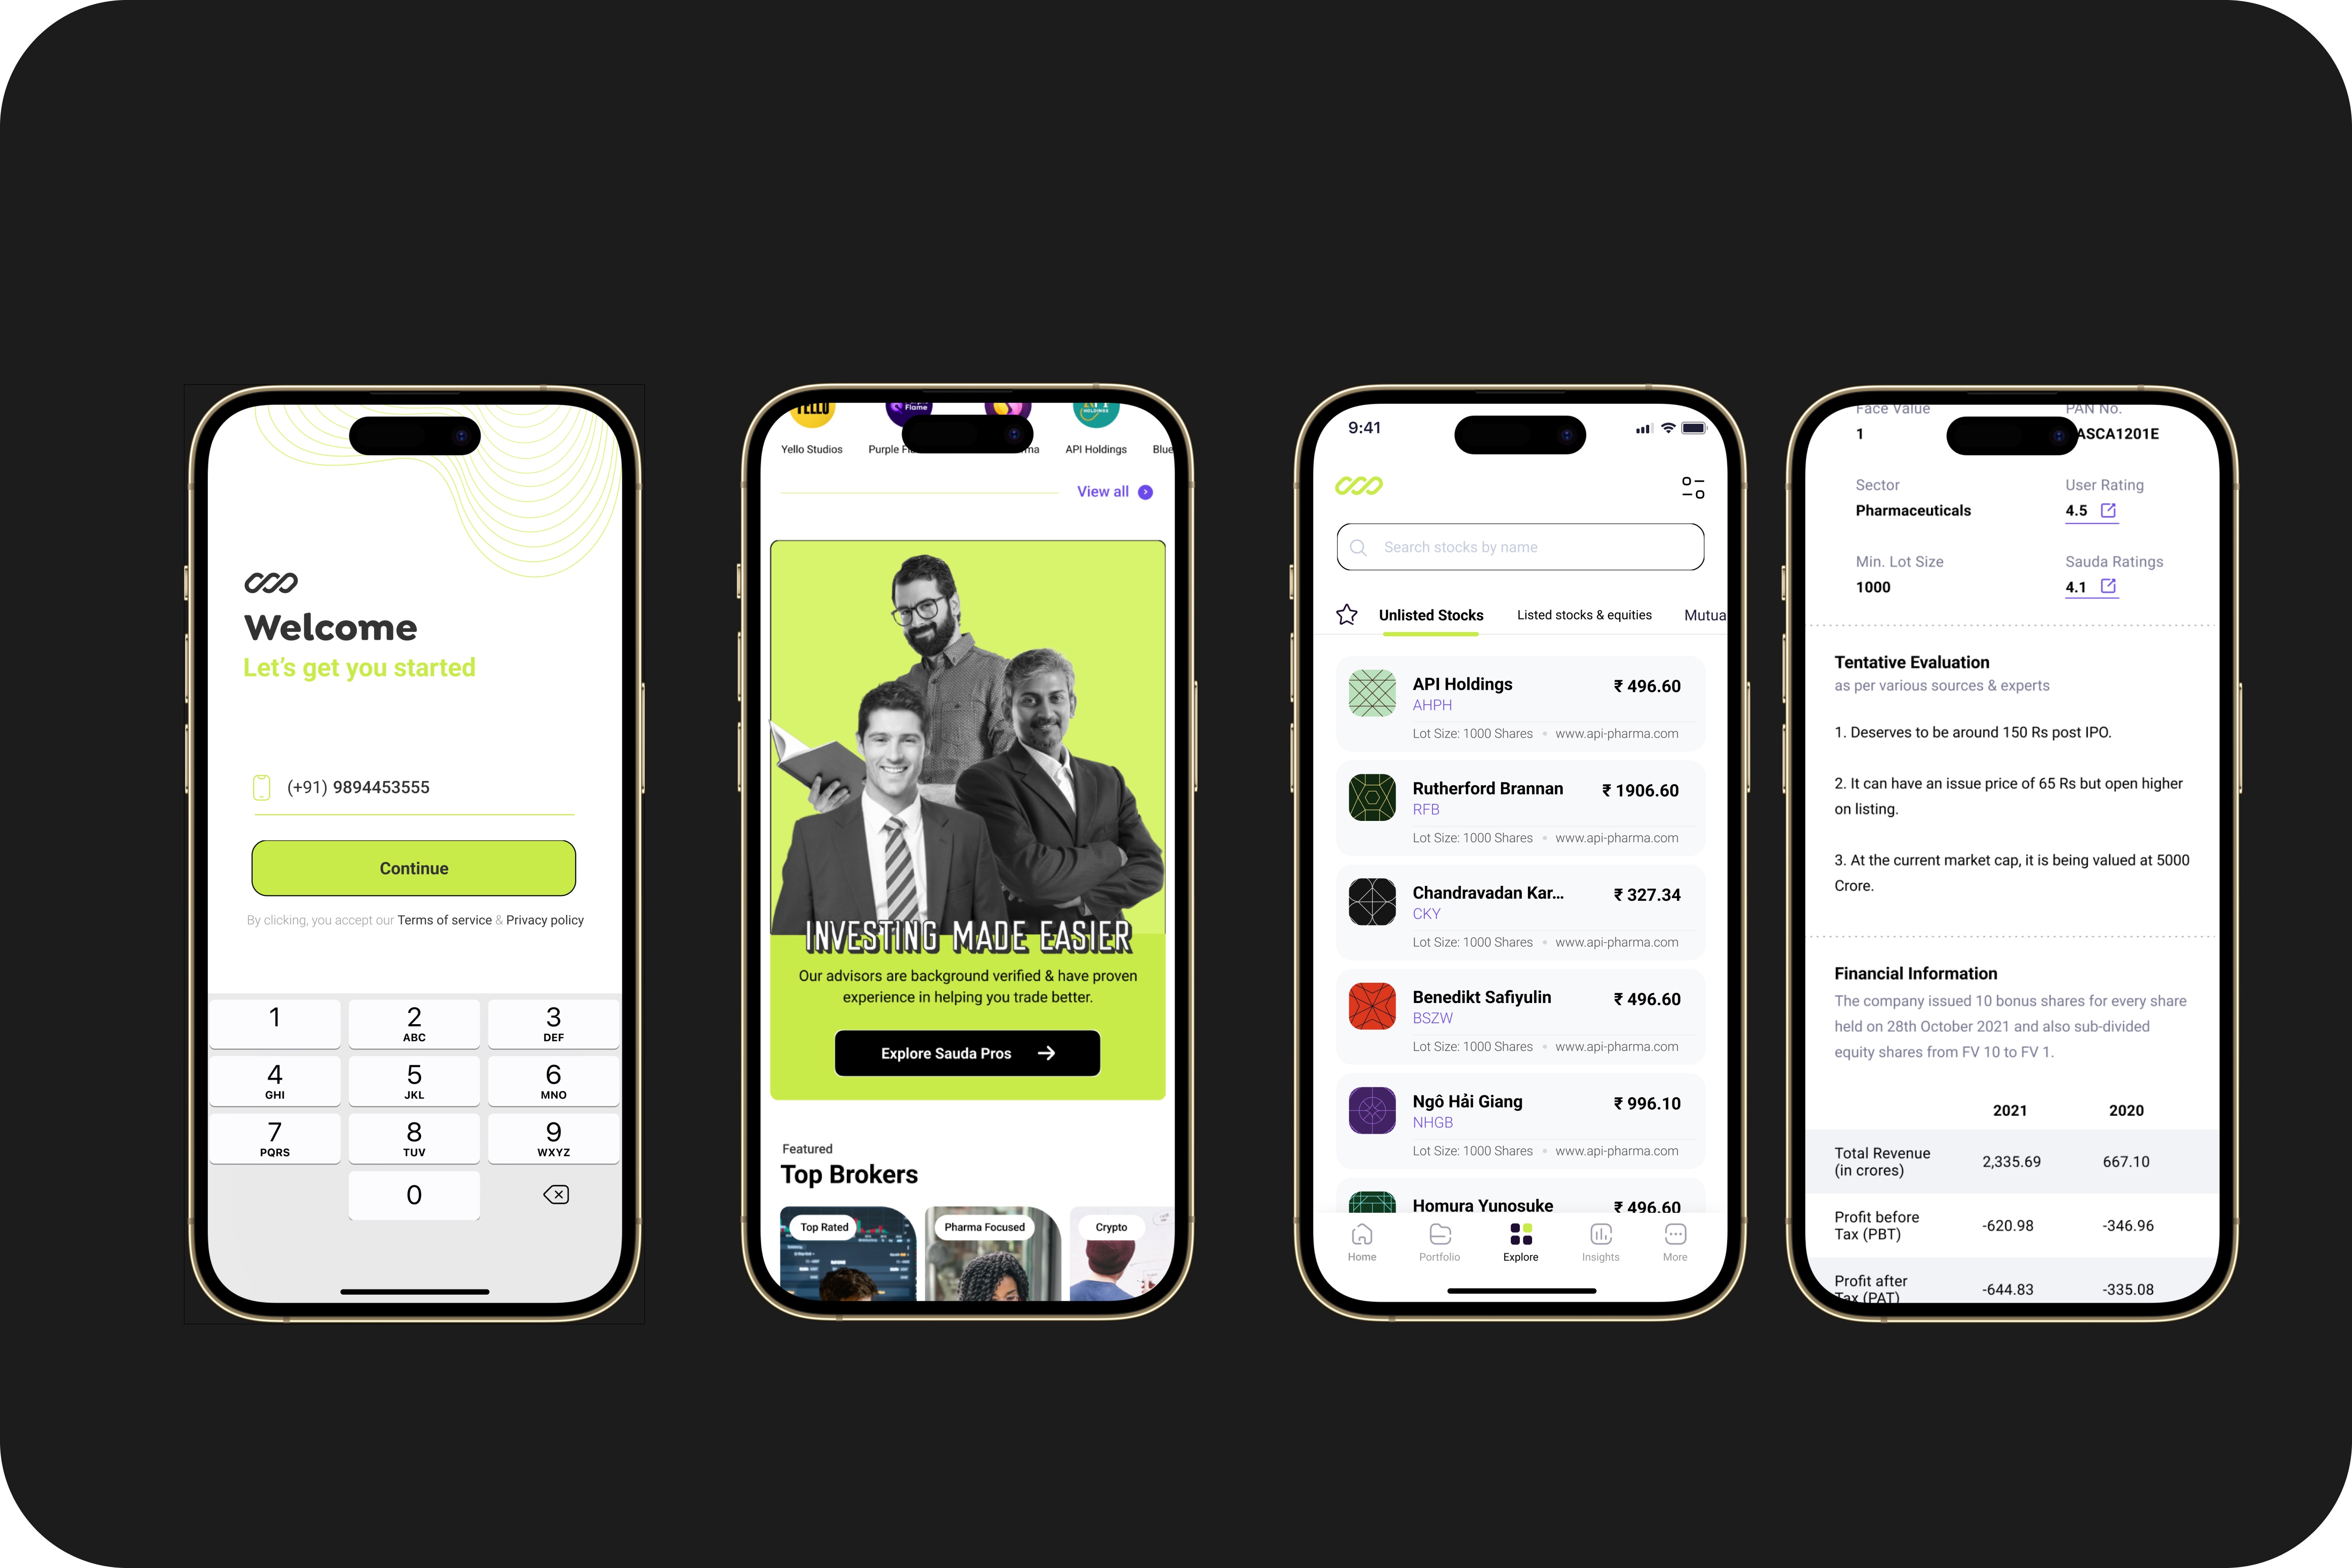 Welcome
Let's get you started
(+91) 9894453555
Continue
By clicking, you accept our Terms of service & Privacy policy
1
2
ABC
3
DEF
4
GHI
5
JKL
6
MNO
7
PQRS
8
TUV
9
WXYZ
0
YELLO
Flame
API
HOLDINGS
Yello Studios
Purple
API Holdings
Blue
View all
INVESTING MADE EASIER
Our advisors are background verified & have proven
experience in helping you trade better.
Explore Sauda Pros
Featured
Top Brokers
Top Rated
Pharma Focused
Crypto
9:41
Search stocks by name
Unlisted Stocks
Listed stocks & equities
Mutua
API Holdings
₹ 496.60
AHPH
Lot Size: 1000 Shares • www.api-pharma.com
Rutherford Brannan
₹ 1906.60
RFB
Lot Size: 1000 Shares • www.api-pharma.com
Chandravadan Kar...
₹ 327.34
CKY
Lot Size: 1000 Shares • www.api-pharma.com
Benedikt Safiyulin
₹ 496.60
BSZW
Lot Size: 1000 Shares • www.api-pharma.com
Ngô Hải Giang
₹ 996.10
NHGB
Lot Size: 1000 Shares • www.api-pharma.com
Homura Yunosuke
₹ 496.60
Home
Portfolio
Explore
Insights
More
Face Value
PAN No.
1
ASCA1201E
Sector
User Rating
Pharmaceuticals
4.5
Min. Lot Size
Sauda Ratings
1000
4.1
Tentative Evaluation
as per various sources & experts
1. Deserves to be around 150 Rs post IPO.
2. It can have an issue price of 65 Rs but open higher
on listing.
3. At the current market cap, it is being valued at 5000
Crore.
Financial Information
The company issued 10 bonus shares for every share
held on 28th October 2021 and also sub-divided
equity shares from FV 10 to FV 1.
2021
2020
Total Revenue
(in crores)
2,335.69
667.10
Profit before
Tax (PBT)
-620.98
-346.96
Profit after
Tax (PAT)
-644.83
-335.08